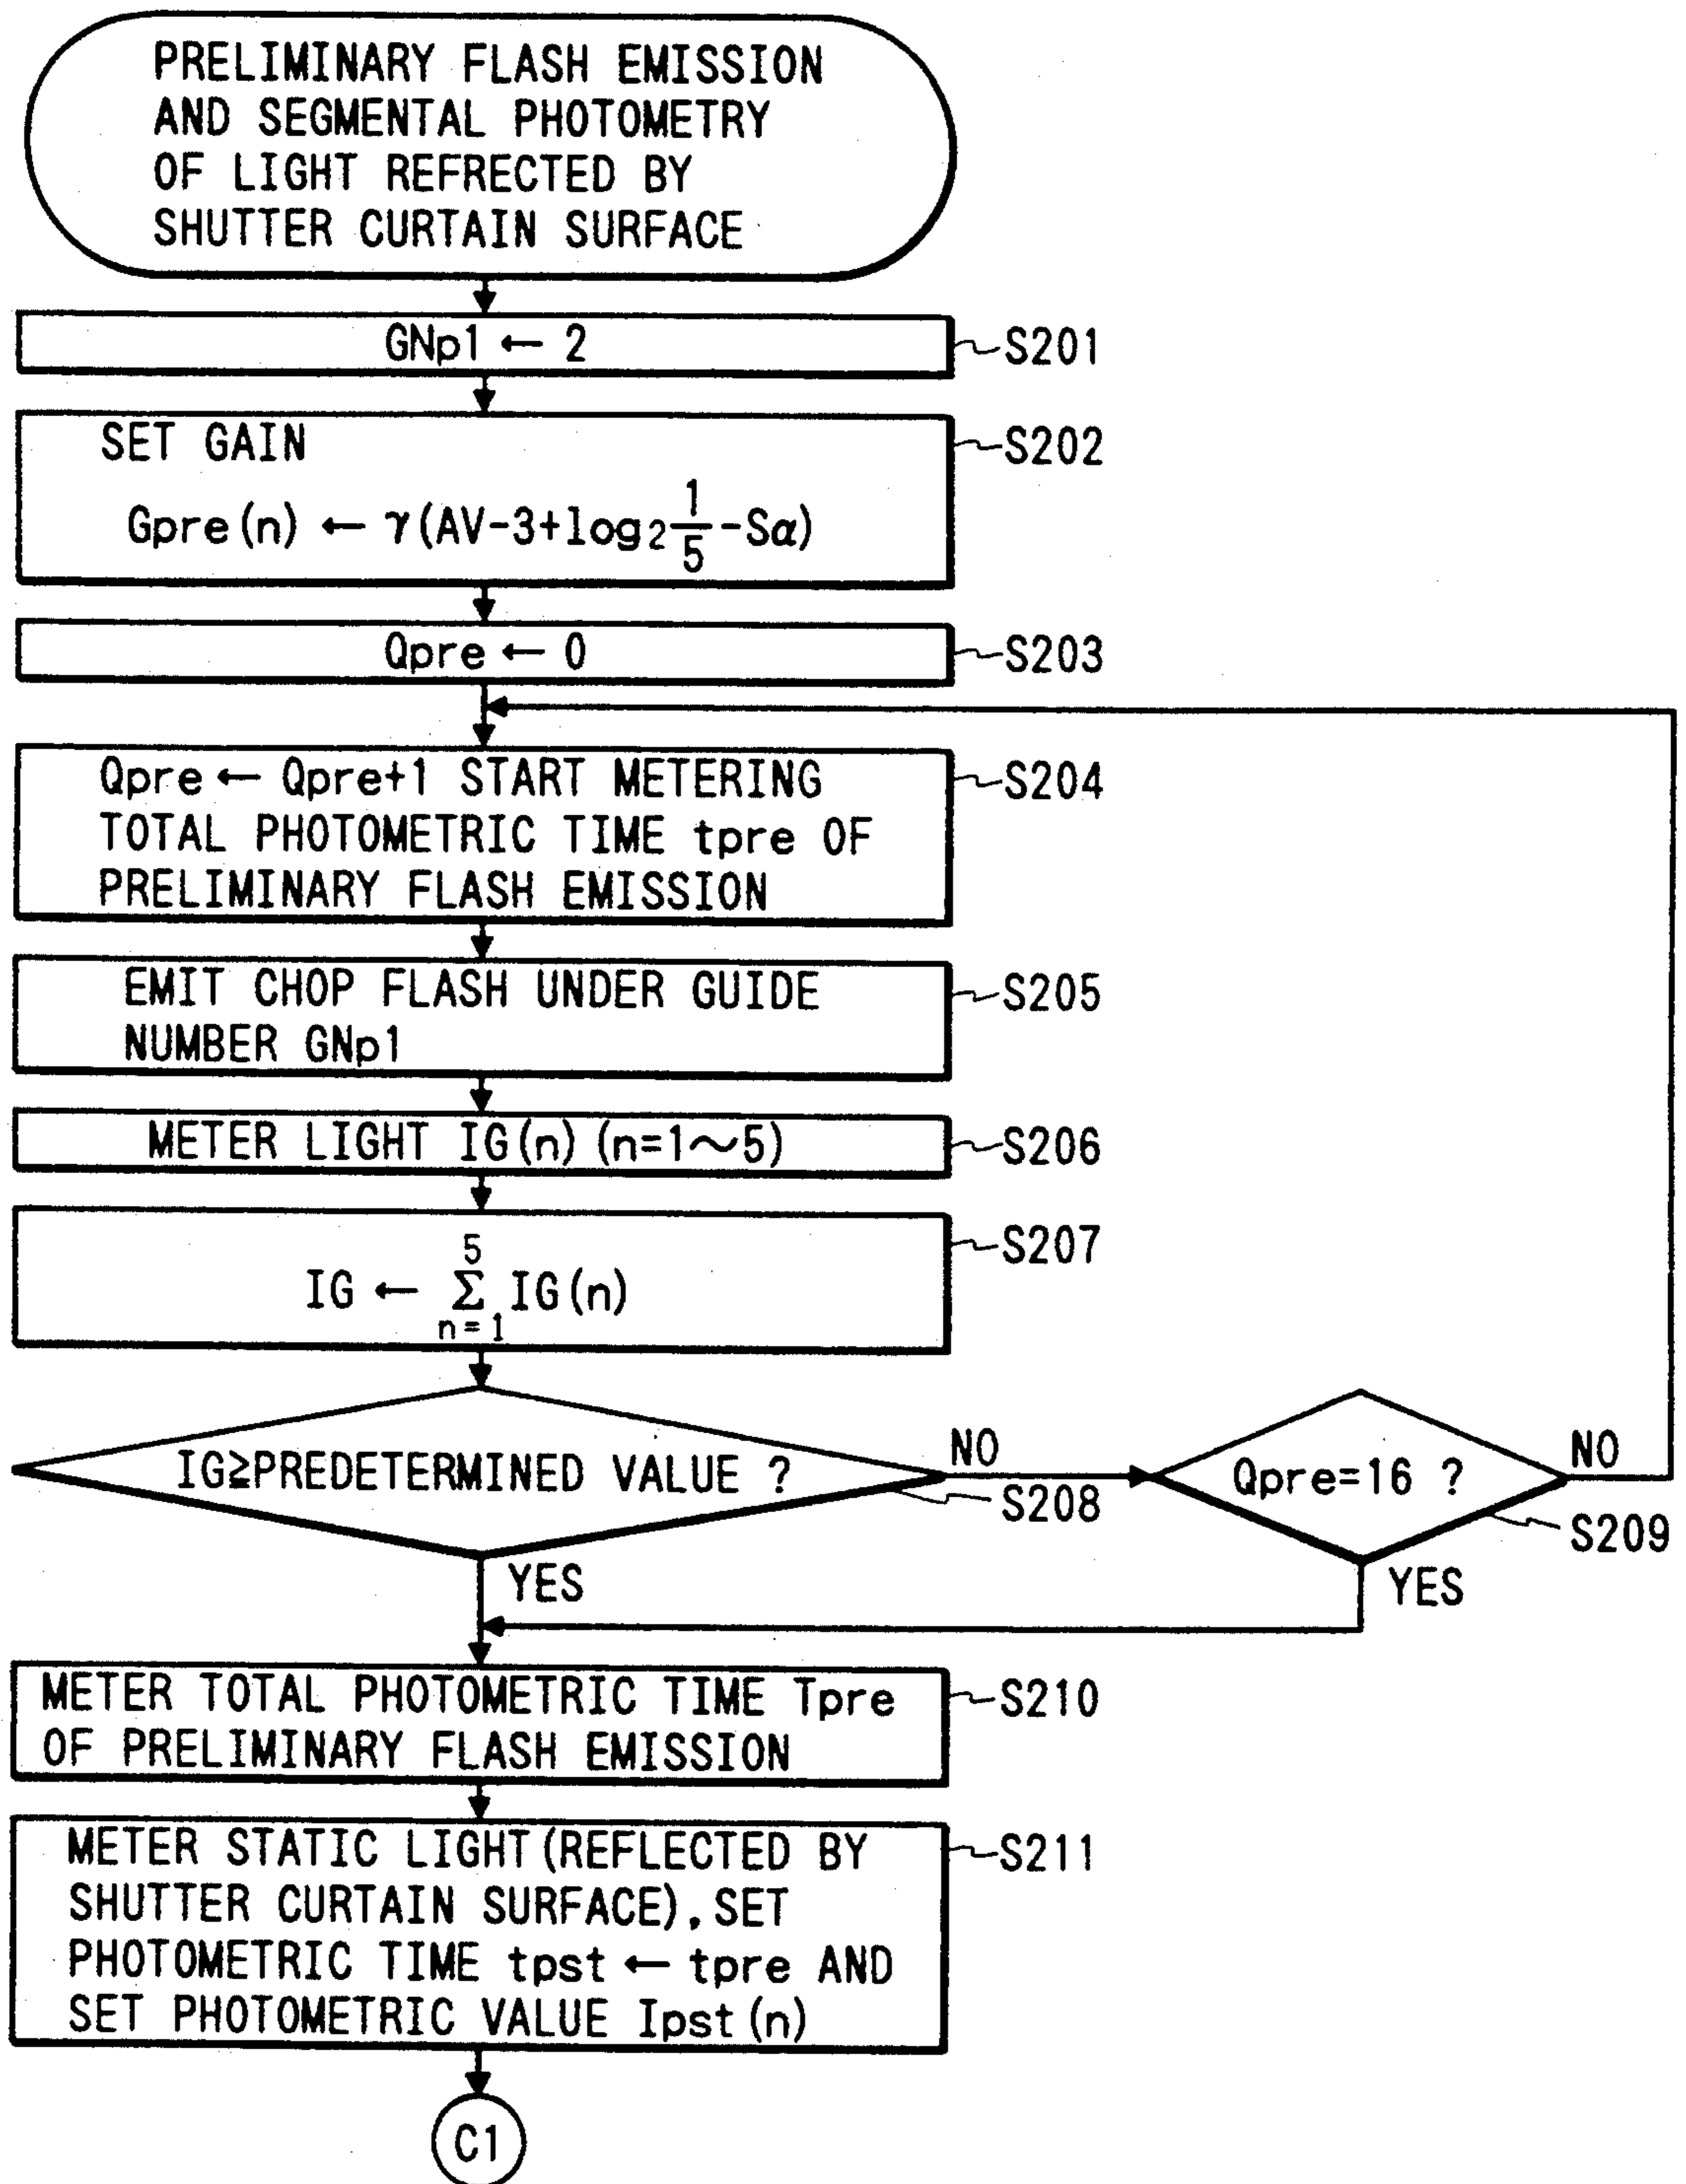 PRELIMINARY FLASH EMISSION
AND SEGMENTAL PHOTOMETRY
OF LIGHT REFRECTED BY
SHUTTER CURTAIN SURFACE
GNp1 ← 2
S201
SET GAIN
S202
Gpre(n) ← γ(AV-3+log2 1/5 -Sα)
Qpre ← 0
S203
Qpre ← Qpre+1 START METERING
TOTAL PHOTOMETRIC TIME tpre OF
PRELIMINARY FLASH EMISSION
S204
EMIT CHOP FLASH UNDER GUIDE
NUMBER GNp1
S205
METER LIGHT IG(n) (n=1~5)
S206
IG ← 5 Σ n=1 IG(n)
S207
IG≧PREDETERMINED VALUE ?
NO
S208
YES
Qpre=16 ?
NO
S209
YES
METER TOTAL PHOTOMETRIC TIME Tpre
OF PRELIMINARY FLASH EMISSION
S210
METER STATIC LIGHT(REFLECTED BY
SHUTTER CURTAIN SURFACE), SET
PHOTOMETRIC TIME tpst ← tpre AND
SET PHOTOMETRIC VALUE Ipst(n)
S211
C1